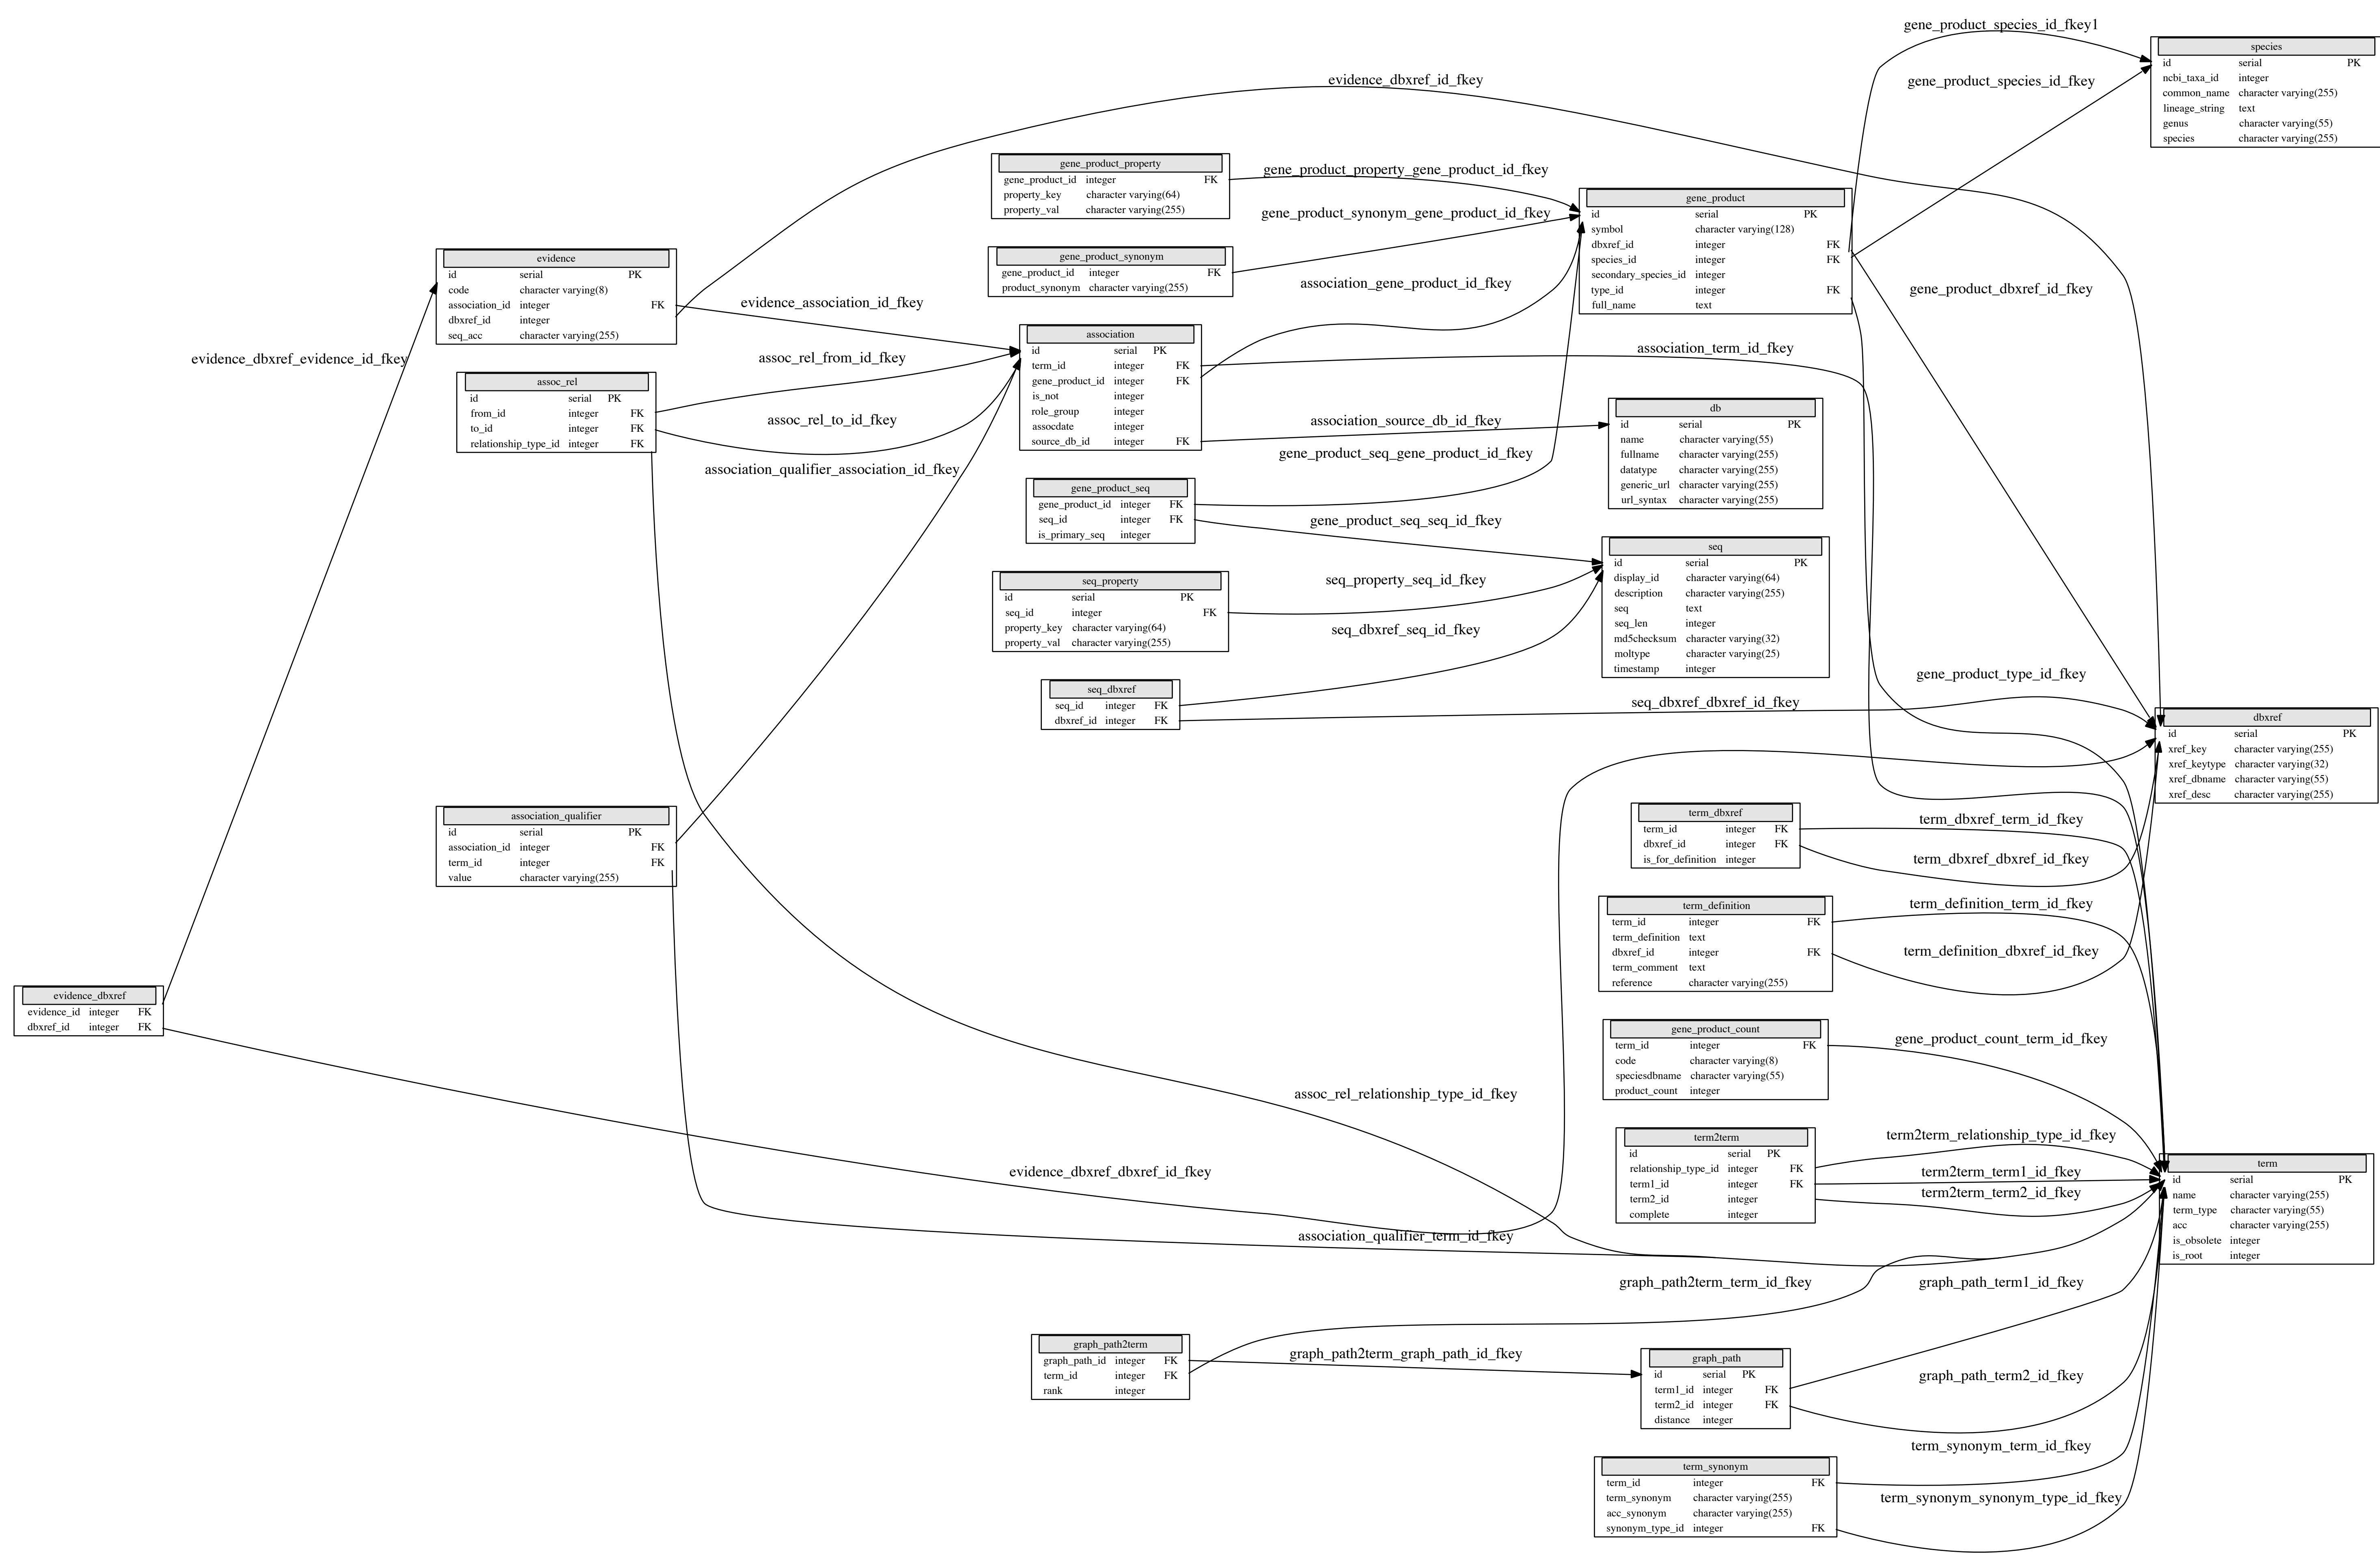 gene_product_species_id_fkey1
gene_product_species_id_fkey
evidence_dbxref_id_fkey
species
id serial PK
ncbi_taxa_id integer
common_name character varying(255)
lineage_string text
genus character varying(55)
species character varying(255)
gene_product_property
gene_product_id integer FK
property_key character varying(64)
property_val character varying(255)
gene_product_property_gene_product_id_fkey
gene_product_synonym_gene_product_id_fkey
gene_product
id serial PK
symbol character varying(128)
dbxref_id integer FK
species_id integer FK
secondary_species_id integer
type_id integer FK
full_name text
gene_product_synonym
gene_product_id integer FK
product_synonym character varying(255)
association_gene_product_id_fkey
gene_product_dbxref_id_fkey
evidence
id serial PK
code character varying(8)
association_id integer FK
dbxref_id integer
seq_acc character varying(255)
evidence_association_id_fkey
evidence_dbxref_evidence_id_fkey
assoc_rel_from_id_fkey
association
id serial PK
term_id integer FK
gene_product_id integer FK
is_not integer
role_group integer
assocdate integer
source_db_id integer FK
association_term_id_fkey
assoc_rel
id serial PK
from_id integer FK
to_id integer FK
relationship_type_id integer FK
assoc_rel_to_id_fkey
association_source_db_id_fkey
db
id serial PK
name character varying(55)
fullname character varying(255)
datatype character varying(255)
generic_url character varying(255)
url_syntax character varying(255)
association_qualifier_association_id_fkey
gene_product_seq_gene_product_id_fkey
gene_product_seq
gene_product_id integer FK
seq_id integer FK
is_primary_seq integer
gene_product_seq_seq_id_fkey
seq
id serial PK
display_id character varying(64)
description character varying(255)
seq text
seq_len integer
md5checksum character varying(32)
moltype character varying(25)
timestamp integer
seq_property
id serial PK
seq_id integer FK
property_key character varying(64)
property_val character varying(255)
seq_property_seq_id_fkey
seq_dbxref_seq_id_fkey
gene_product_type_id_fkey
seq_dbxref
seq_id integer FK
dbxref_id integer FK
seq_dbxref_dbxref_id_fkey
dbxref
id serial PK
xref_key character varying(255)
xref_keytype character varying(32)
xref_dbname character varying(55)
xref_desc character varying(255)
association_qualifier
id serial PK
association_id integer FK
term_id integer FK
value character varying(255)
term_dbxref
term_id integer FK
dbxref_id integer FK
is_for_definition integer
term_dbxref_term_id_fkey
term_dbxref_dbxref_id_fkey
term_definition
term_id integer FK
term_definition text
dbxref_id integer FK
term_comment text
reference character varying(255)
term_definition_term_id_fkey
term_definition_dbxref_id_fkey
evidence_dbxref
evidence_id integer FK
dbxref_id integer FK
gene_product_count
term_id integer FK
code character varying(8)
speciesdbname character varying(55)
product_count integer
gene_product_count_term_id_fkey
assoc_rel_relationship_type_id_fkey
term2term
id serial PK
relationship_type_id integer FK
term1_id integer FK
term2_id integer
complete integer
term2term_relationship_type_id_fkey
term2term_term1_id_fkey
term2term_term2_id_fkey
evidence_dbxref_dbxref_id_fkey
term
id serial PK
name character varying(255)
term_type character varying(55)
acc character varying(255)
is_obsolete integer
is_root integer
association_qualifier_term_id_fkey
graph_path2term_term_id_fkey
graph_path_term1_id_fkey
graph_path2term
graph_path_id integer FK
term_id integer FK
rank integer
graph_path2term_graph_path_id_fkey
graph_path
id serial PK
term1_id integer FK
term2_id integer FK
distance integer
graph_path_term2_id_fkey
term_synonym_term_id_fkey
term_synonym
term_id integer FK
term_synonym character varying(255)
acc_synonym character varying(255)
synonym_type_id integer FK
term_synonym_synonym_type_id_fkey